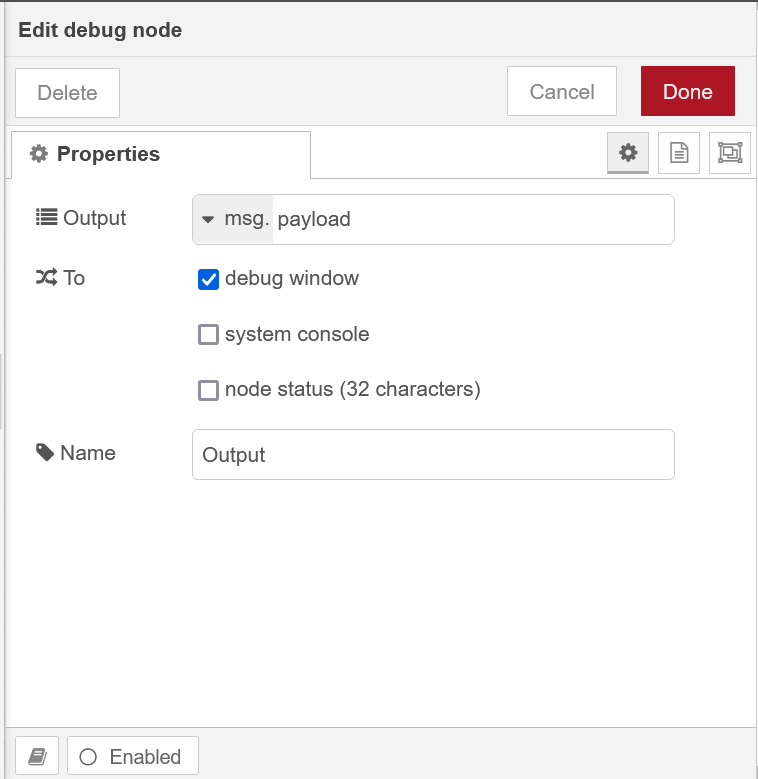 Edit debug node
Delete
Cancel
Done
Properties
Output
msg. payload
To
debug window
system console
node status (32 characters)
Name
Output
Enabled